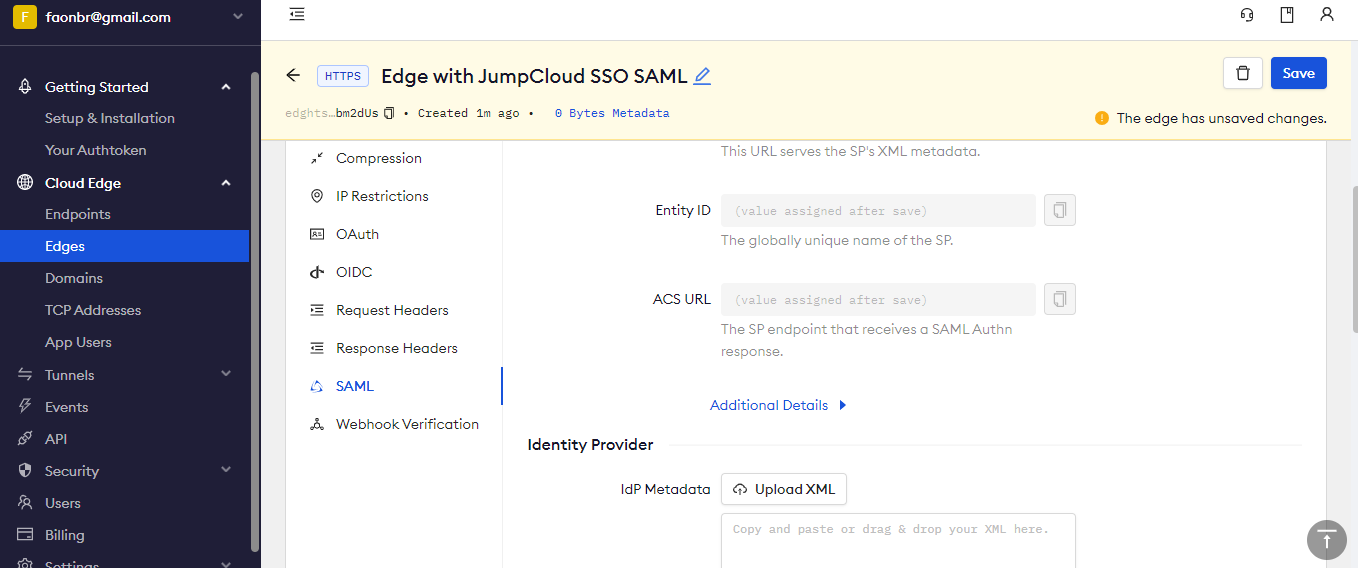 F faonbr@gmail.com
Getting Started
Setup & Installation
Your Authtoken
Cloud Edge
Endpoints
Edges
Domains
TCP Addresses
App Users
Tunnels
Events
API
Security
Users
Billing
Settings
HTTPS Edge with JumpCloud SSO SAML
Save
edghts…bm2dUs • Created 1m ago • 0 Bytes Metadata
The edge has unsaved changes.
Compression
IP Restrictions
OAuth
OIDC
Request Headers
Response Headers
SAML
Webhook Verification
This URL serves the SP's XML metadata.
Entity ID (value assigned after save)
The globally unique name of the SP.
ACS URL (value assigned after save)
The SP endpoint that receives a SAML Authn
response.
Additional Details
Identity Provider
IdP Metadata Upload XML
Copy and paste or drag & drop your XML here.